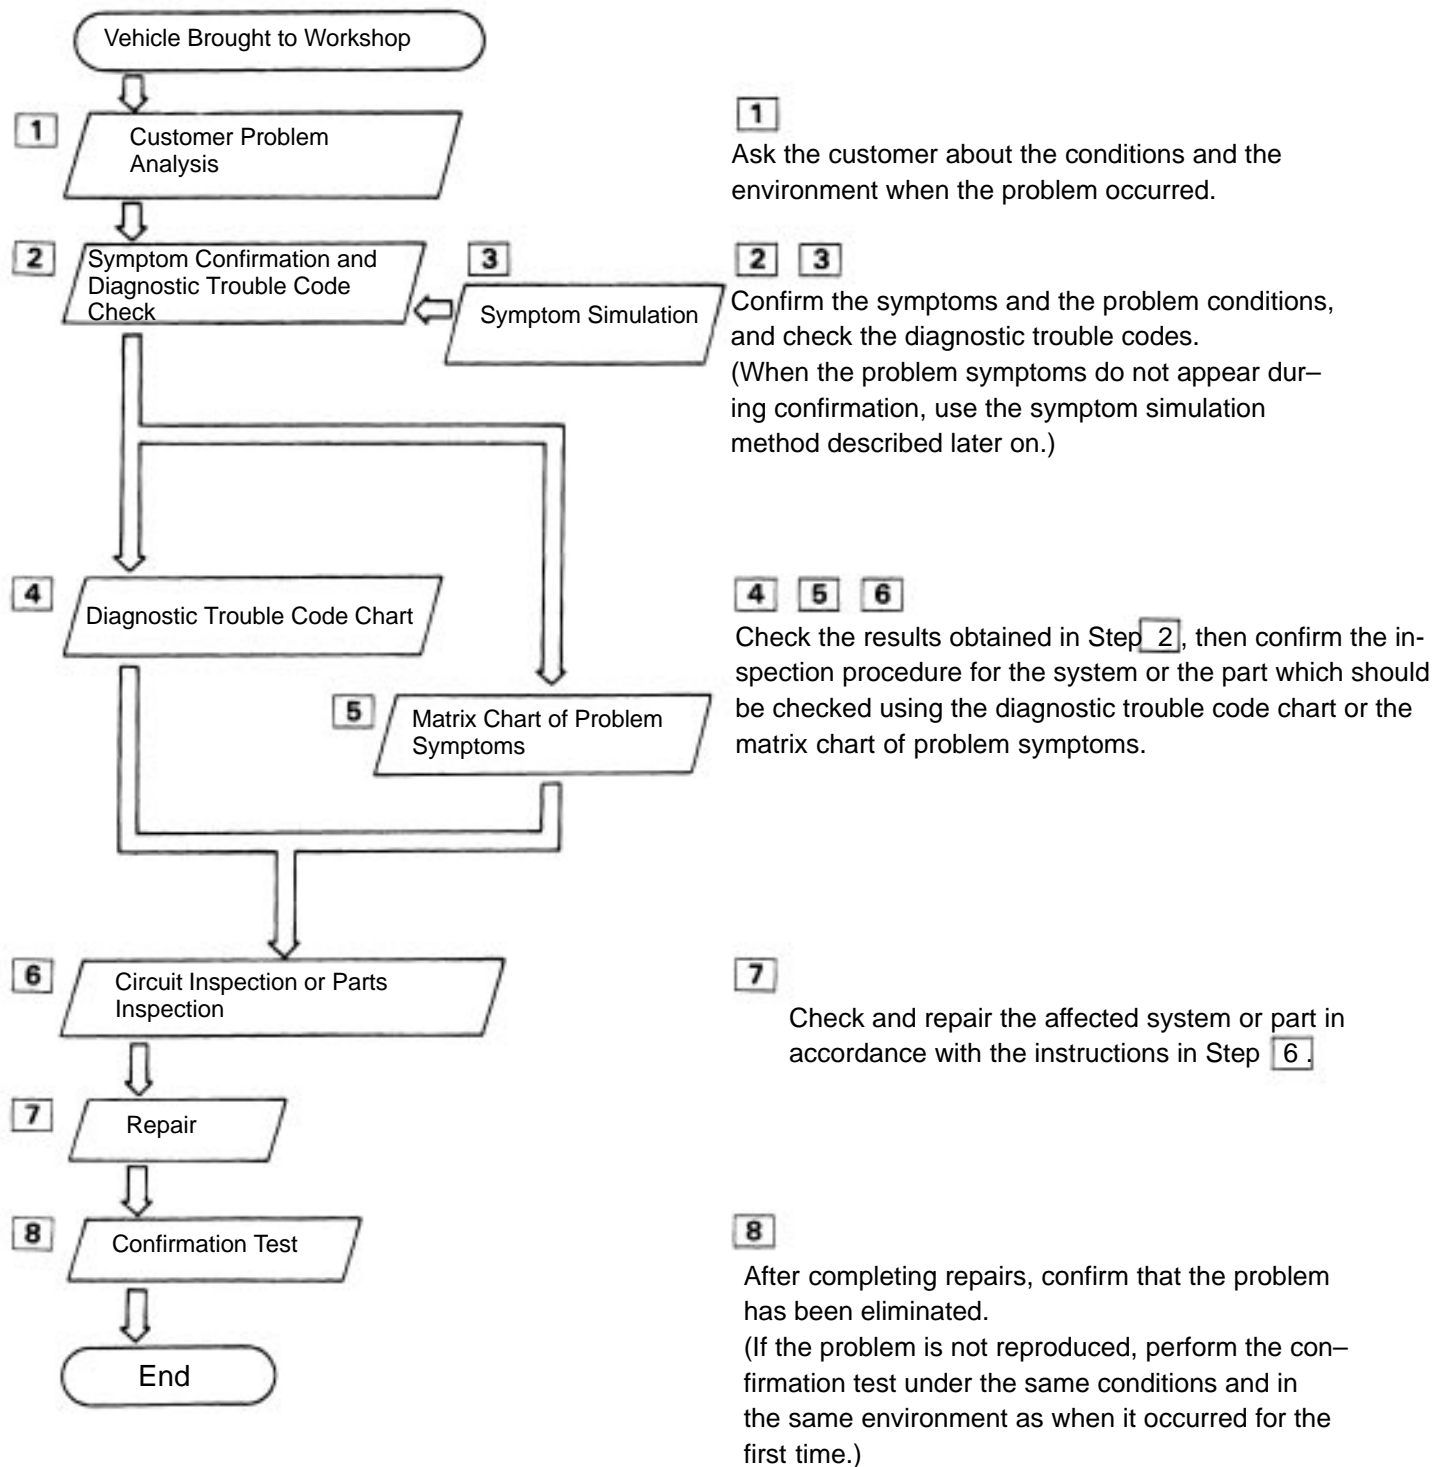 Vehicle Brought to Workshop
1
Customer Problem
Analysis
2
Symptom Confirmation and
Diagnostic Trouble Code
Check
3
Symptom Simulation
4
Diagnostic Trouble Code Chart
5
Matrix Chart of Problem
Symptoms
6
Circuit Inspection or Parts
Inspection
7
Repair
8
Confirmation Test
End
1
Ask the customer about the conditions and the
environment when the problem occurred.
2 3
Confirm the symptoms and the problem conditions,
and check the diagnostic trouble codes.
(When the problem symptoms do not appear dur–
ing confirmation, use the symptom simulation
method described later on.)
4 5 6
Check the results obtained in Step 2, then confirm the in-
spection procedure for the system or the part which should
be checked using the diagnostic trouble code chart or the
matrix chart of problem symptoms.
7
Check and repair the affected system or part in
accordance with the instructions in Step 6.
8
After completing repairs, confirm that the problem
has been eliminated.
(If the problem is not reproduced, perform the con–
firmation test under the same conditions and in
the same environment as when it occurred for the
first time.)